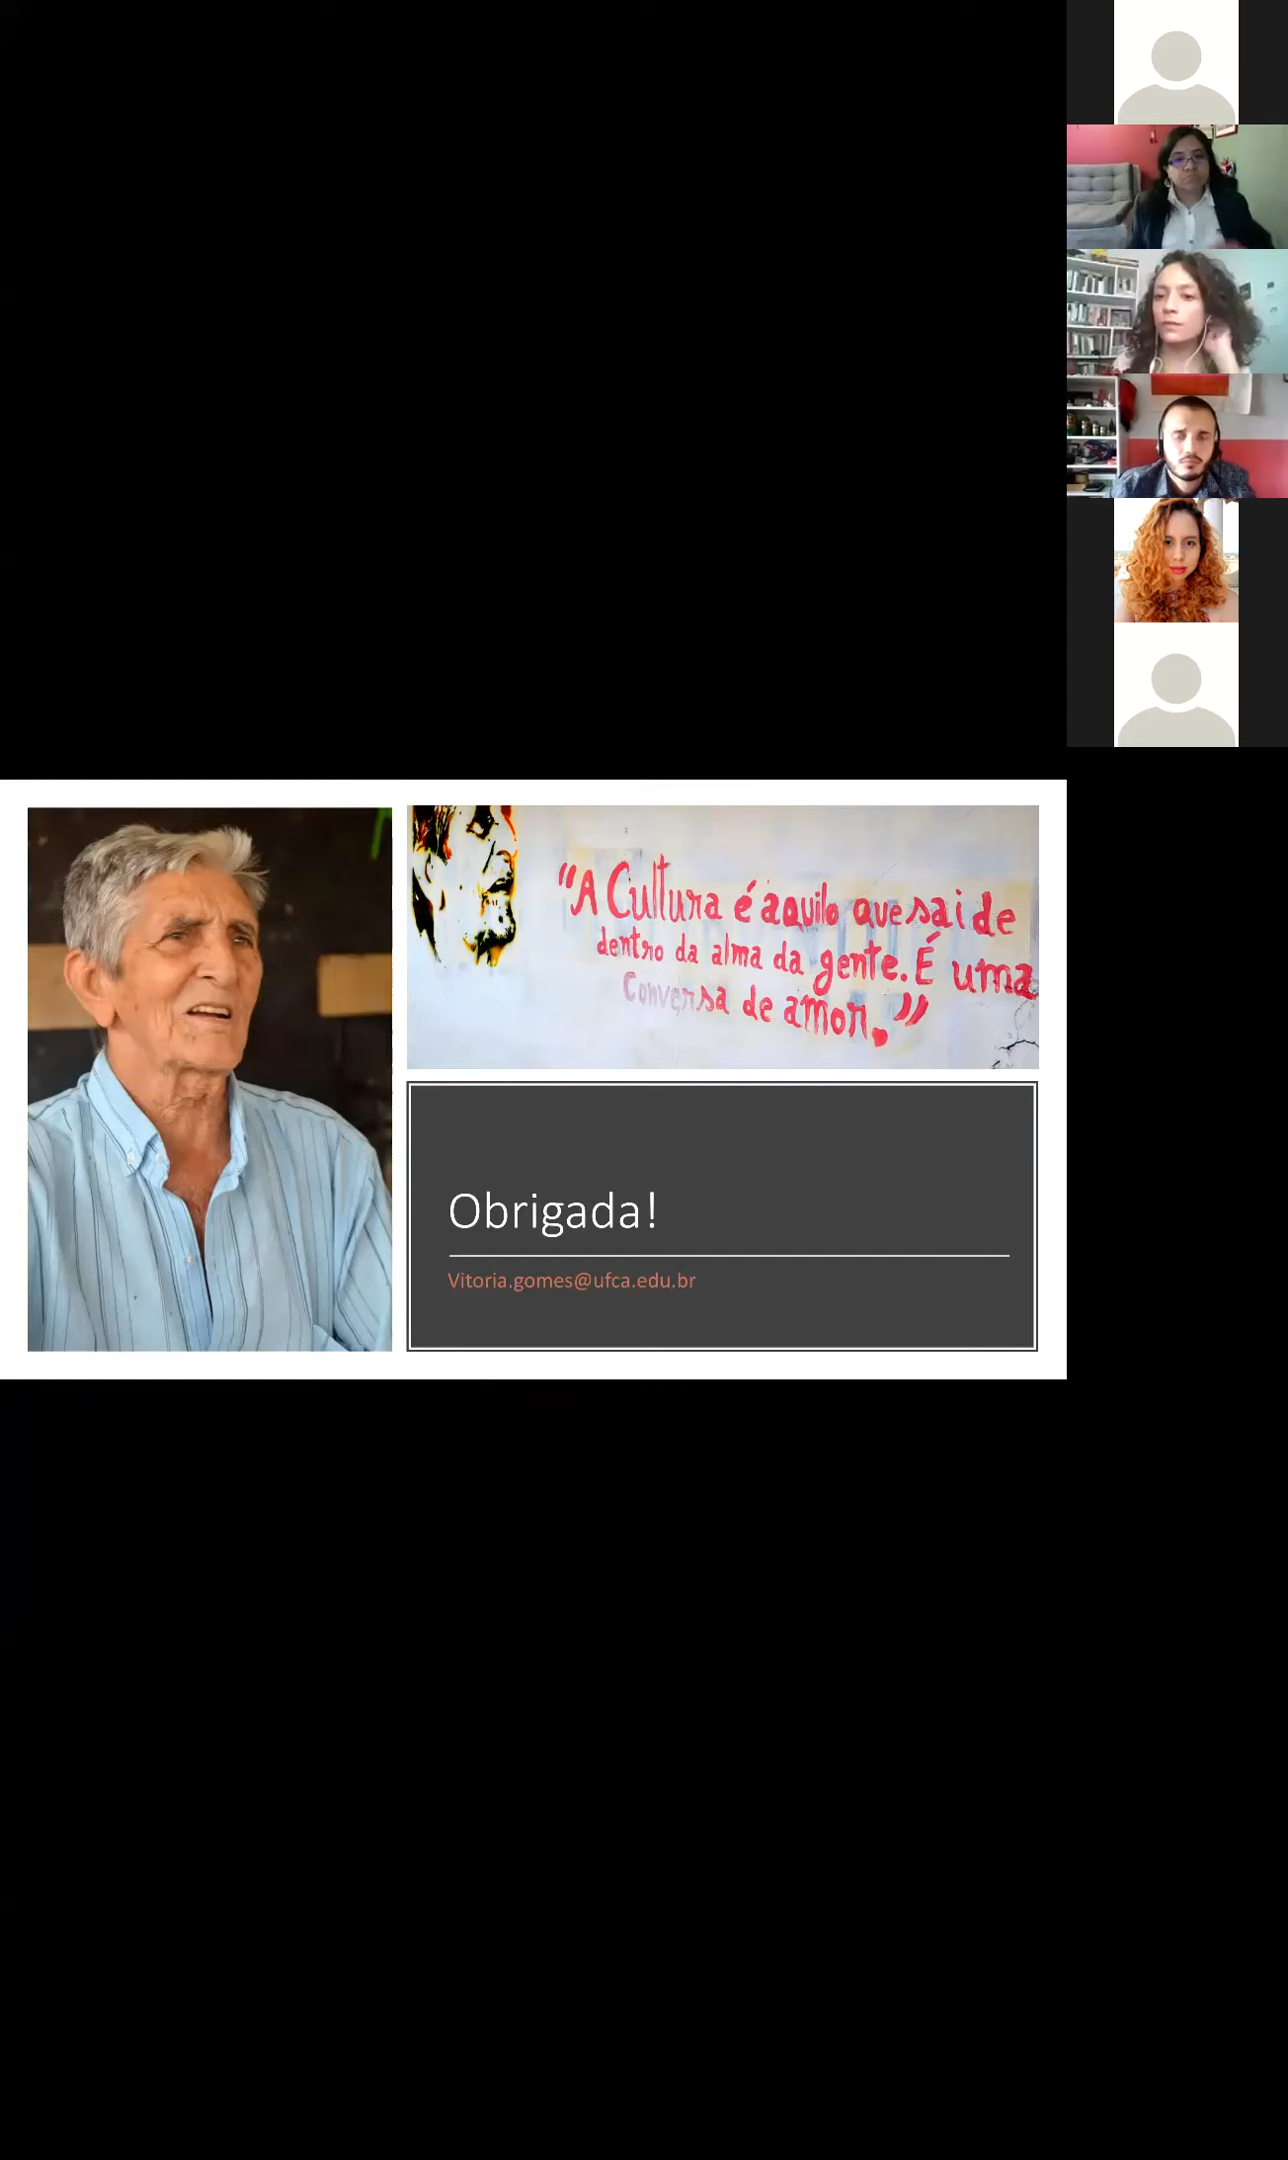 "A Cultura é aquilo que sai de
dentro da alma da gente. É uma
Conversa de amor."
Obrigada!
Vitoria.gomes@ufca.edu.br